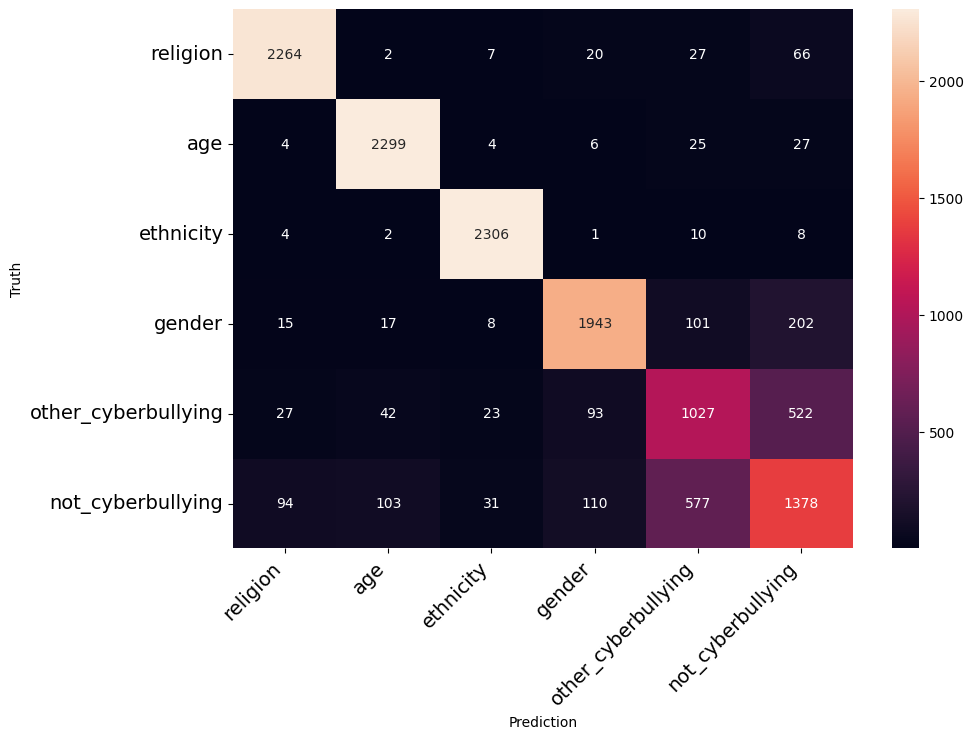 religion 2264 2 7 20 27 66
age 4 2299 4 6 25 27
ethnicity 4 2 2306 1 10 8
gender 15 17 8 1943 101 202
other_cyberbullying 27 42 23 93 1027 522
not_cyberbullying 94 103 31 110 577 1378
Truth
religion age ethnicity gender other_cyberbullying not_cyberbullying
Prediction
2000
1500
1000
500